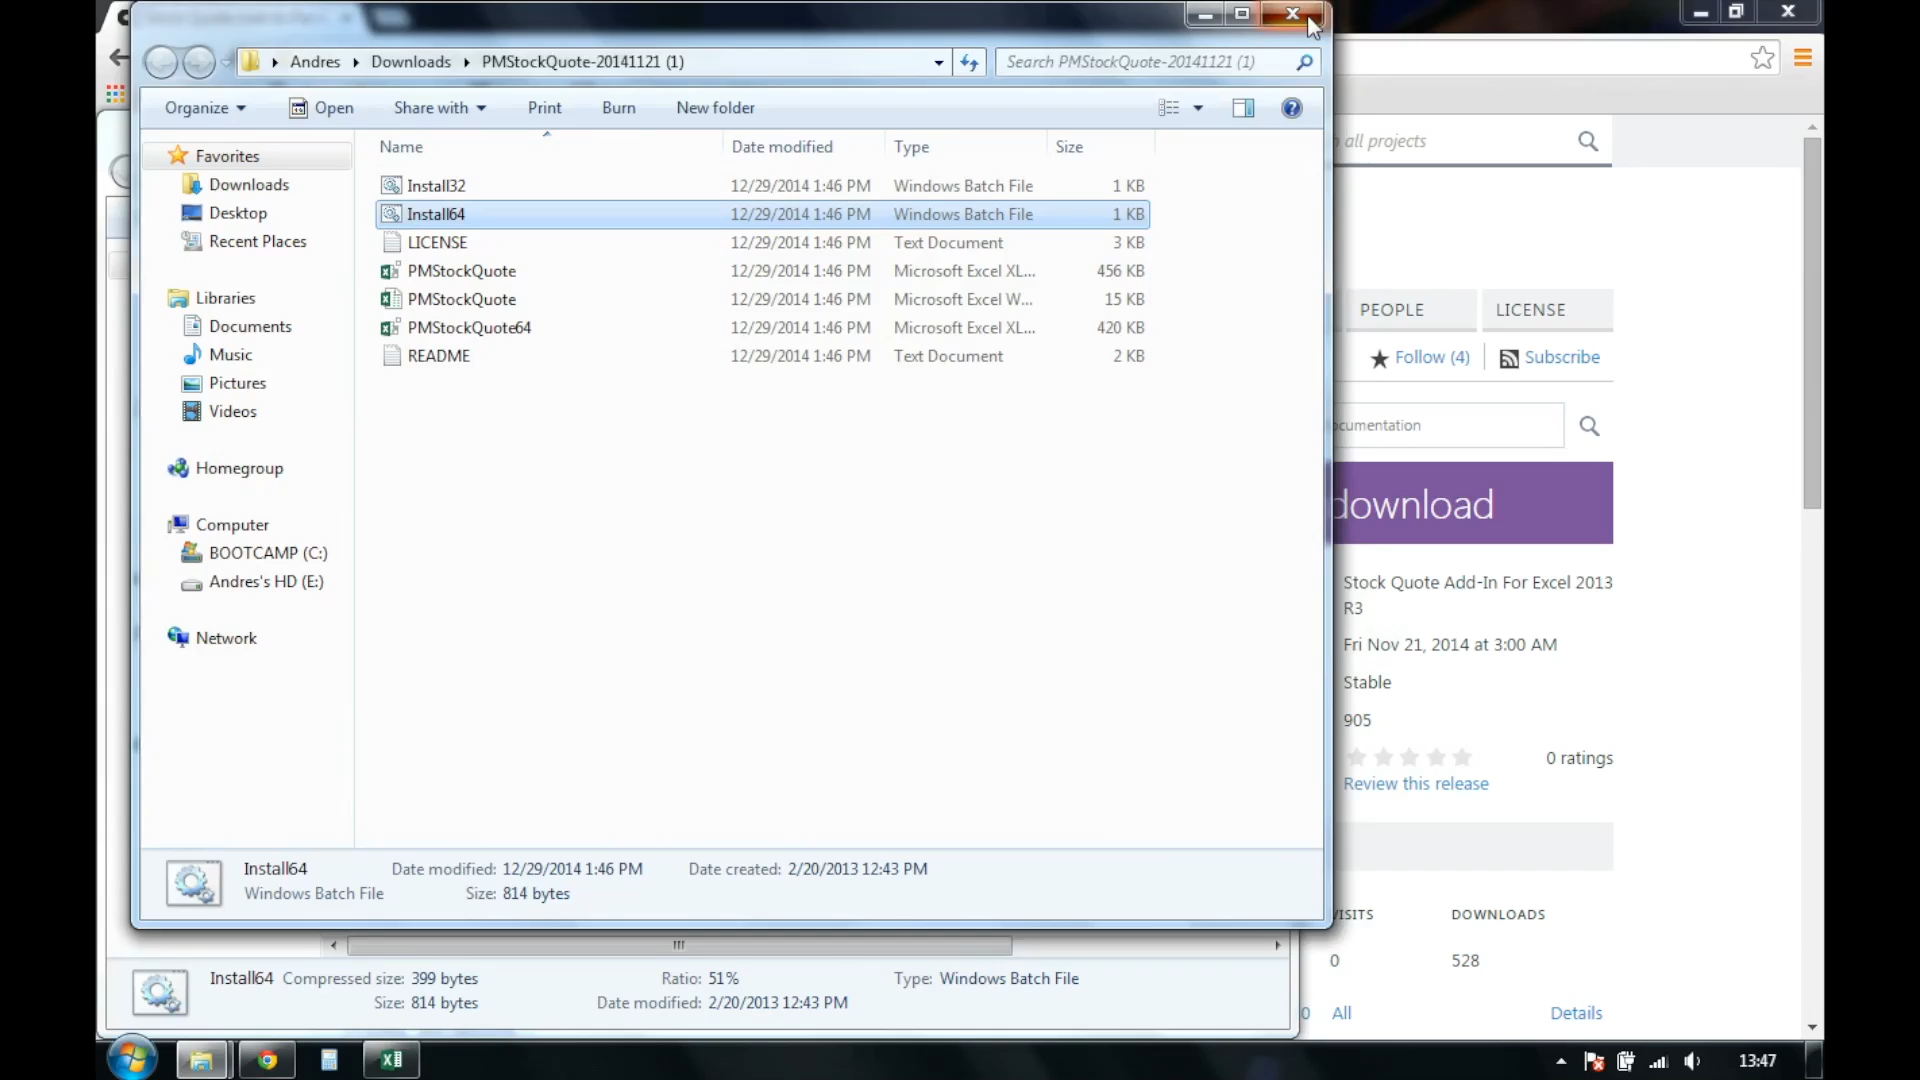 Andres Downloads PMStockQuote-20141121 (1)
Search PMStockQuote-20141121 (1)
Organize Open Share with Print Burn New folder
Name Date modified Type Size
Favorites
Downloads
Desktop
Recent Places
Libraries
Documents
Music
Pictures
Videos
Homegroup
Computer
BOOTCAMP (C:)
Andres's HD (E:)
Network
Install32 12/29/2014 1:46 PM Windows Batch File 1 KB
Install64 12/29/2014 1:46 PM Windows Batch File 1 KB
LICENSE 12/29/2014 1:46 PM Text Document 3 KB
PMStockQuote 12/29/2014 1:46 PM Microsoft Excel XL... 456 KB
PMStockQuote 12/29/2014 1:46 PM Microsoft Excel W... 15 KB
PMStockQuote64 12/29/2014 1:46 PM Microsoft Excel XL... 420 KB
README 12/29/2014 1:46 PM Text Document 2 KB
Install64 Date modified: 12/29/2014 1:46 PM Date created: 2/20/2013 12:43 PM
Windows Batch File Size: 814 bytes
Install64 Compressed size: 399 bytes Ratio: 51% Type: Windows Batch File
Size: 814 bytes Date modified: 2/20/2013 12:43 PM
all projects
PEOPLE LICENSE
Follow (4) Subscribe
ocumentation
download
Stock Quote Add-In For Excel 2013
R3
Fri Nov 21, 2014 at 3:00 AM
Stable
905
0 ratings
Review this release
VISITS DOWNLOADS
0 528
0 All Details
13:47